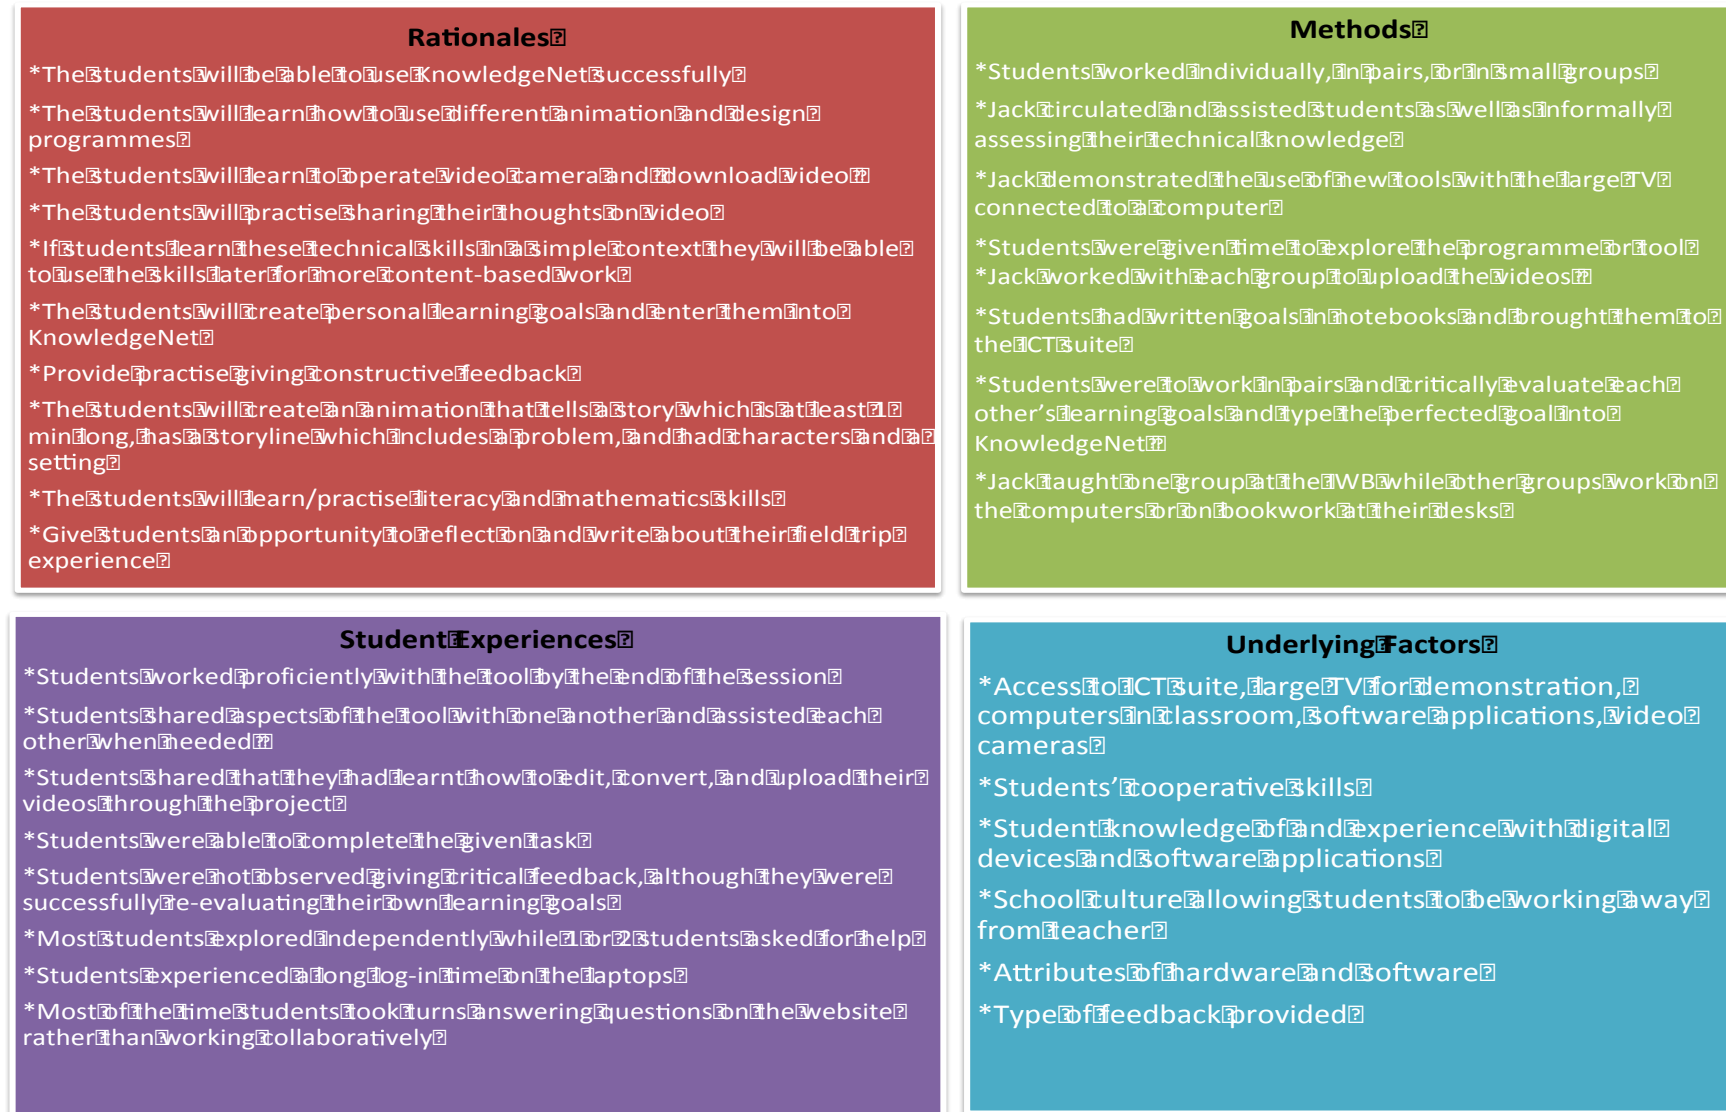 Rationales
*The students will be able to use KnowledgeNet successfully
*The students will learn how to use different animation and design
programmes
*The students will learn to operate video camera and download video
*The students will practise sharing their thoughts on video
*If students learn these technical skills in a simple context they will be able
to use the skills later for more content-based work
*The students will create personal learning goals and enter them into
KnowledgeNet
*Provide practise giving constructive feedback
*The students will create an animation that tells a story which is at least 1
min long, has a storyline which includes a problem, and had characters and a
setting
*The students will learn/practise literacy and mathematics skills
*Give students an opportunity to reflect on and write about their field trip
experience
Methods
*Students worked individually, in pairs, or in small groups
*Jack circulated and assisted students as well as informally
assessing their technical knowledge
*Jack demonstrated the use of new tools with the large TV
connected to a computer
*Students were given time to explore the programme or tool
*Jack worked with each group to upload the videos
*Students had written goals in notebooks and brought them to
the ICT suite
*Students were to work in pairs and critically evaluate each
other's learning goals and type the perfected goal into
KnowledgeNet
*Jack taught one group at the IWB while other groups work on
the computers or on bookwork at their desks
Student Experiences
*Students worked proficiently with the tool by the end of the session
*Students shared aspects of the tool with one another and assisted each
other when needed
*Students shared that they had learnt how to edit, convert, and upload their
videos through the project
*Students were able to complete the given task
*Students were not observed giving critical feedback, although they were
successfully re-evaluating their own learning goals
*Most students explored independently while 1 or 2 students asked for help
*Students experienced a long log-in time on the laptops
*Most of the time students took turns answering questions on the website
rather than working collaboratively
Underlying Factors
*Access to ICT suite, large TV for demonstration,
computers in classroom, software applications, video
cameras
*Students' cooperative skills
*Student knowledge of and experience with digital
devices and software applications
*School culture allowing students to be working away
from teacher
*Attributes of hardware and software
*Type of feedback provided